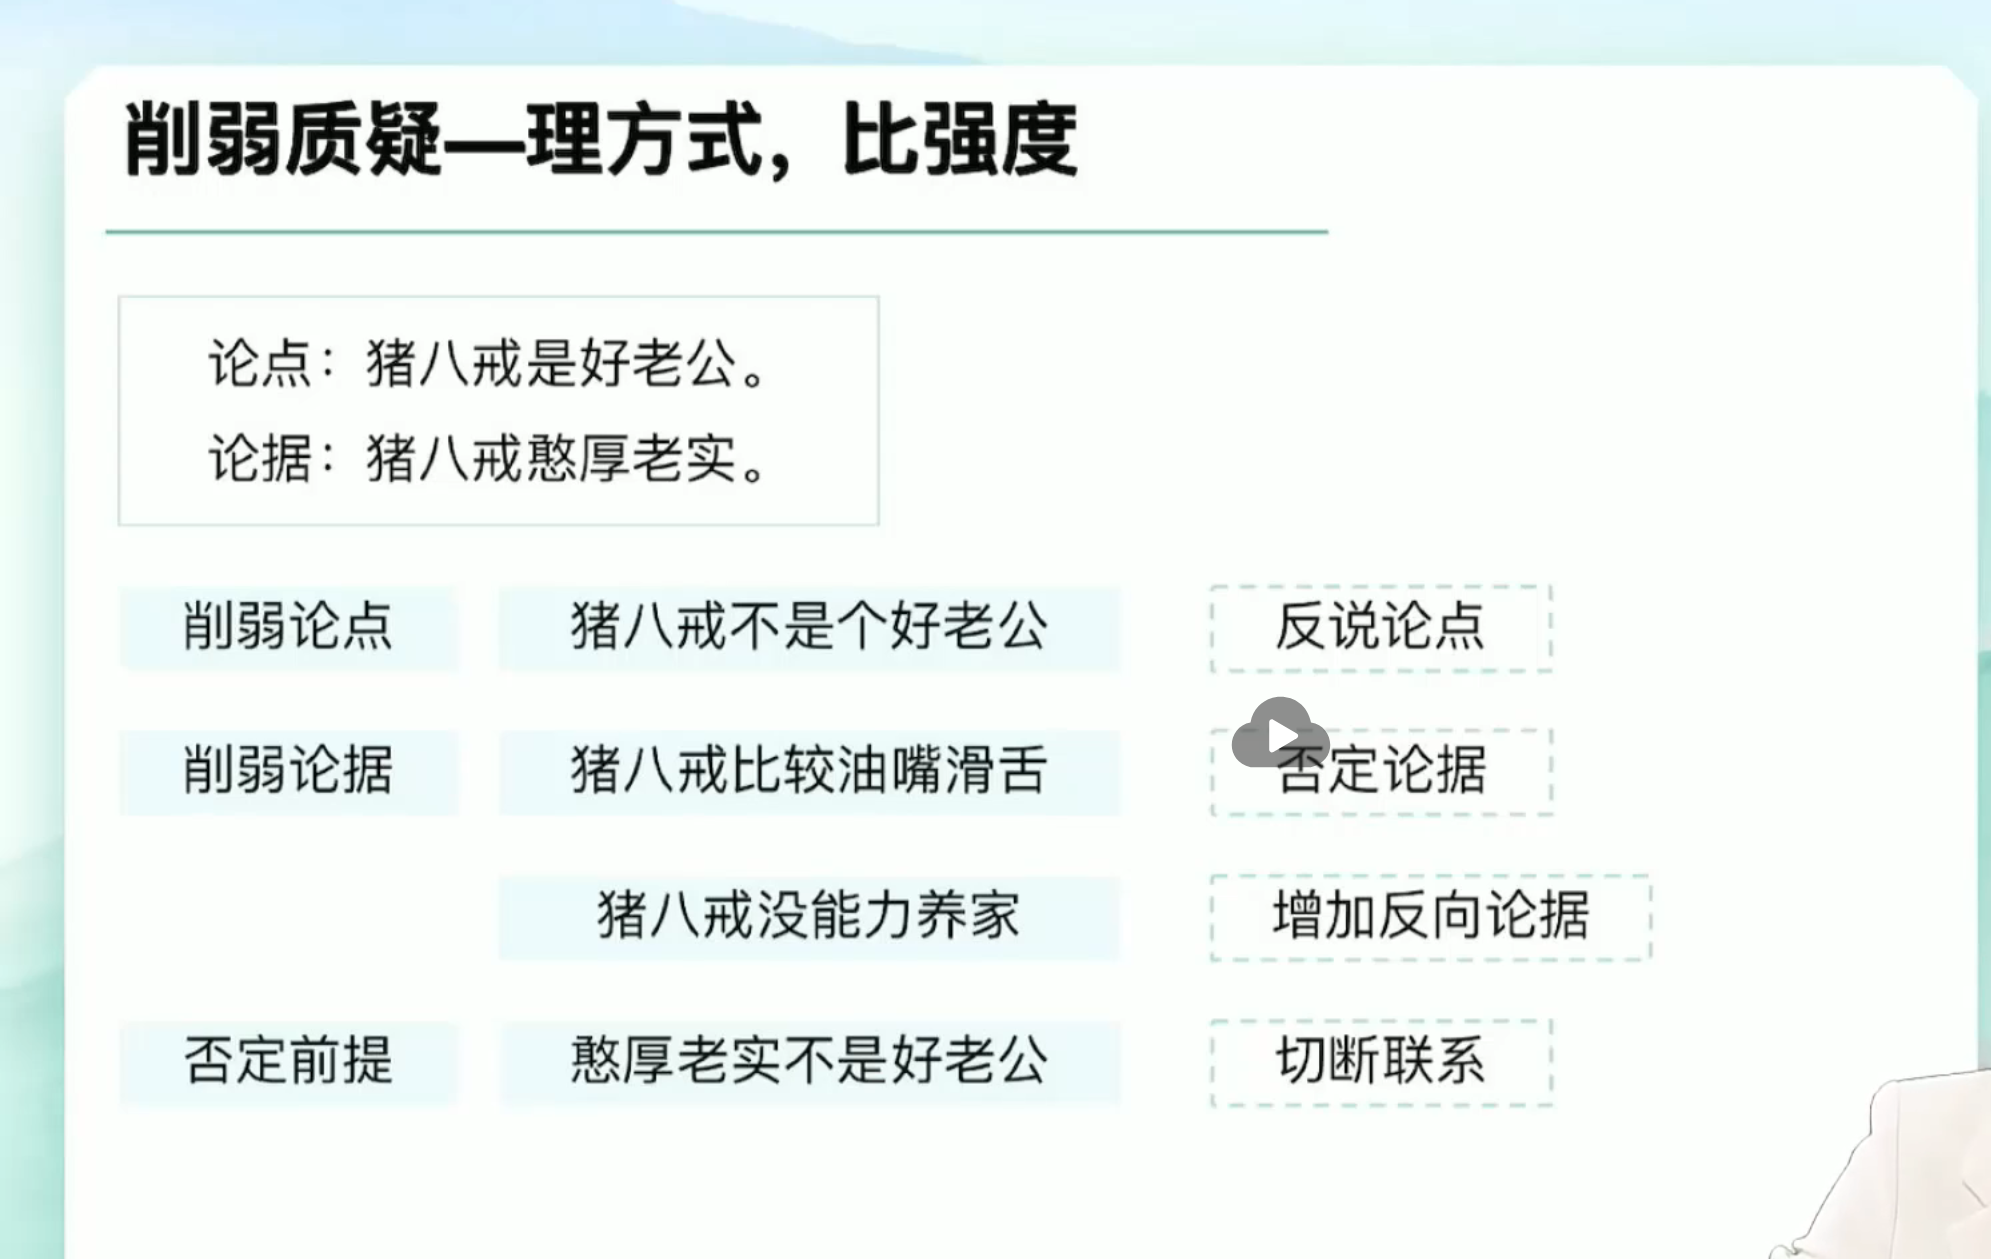 削弱质疑—理方式，比强度
论点：猪八戒是好老公。
论据：猪八戒憨厚老实。
削弱论点 猪八戒不是个好老公 反说论点
削弱论据 猪八戒比较油嘴滑舌 否定论据
猪八戒没能力养家 增加反向论据
否定前提 憨厚老实不是好老公 切断联系